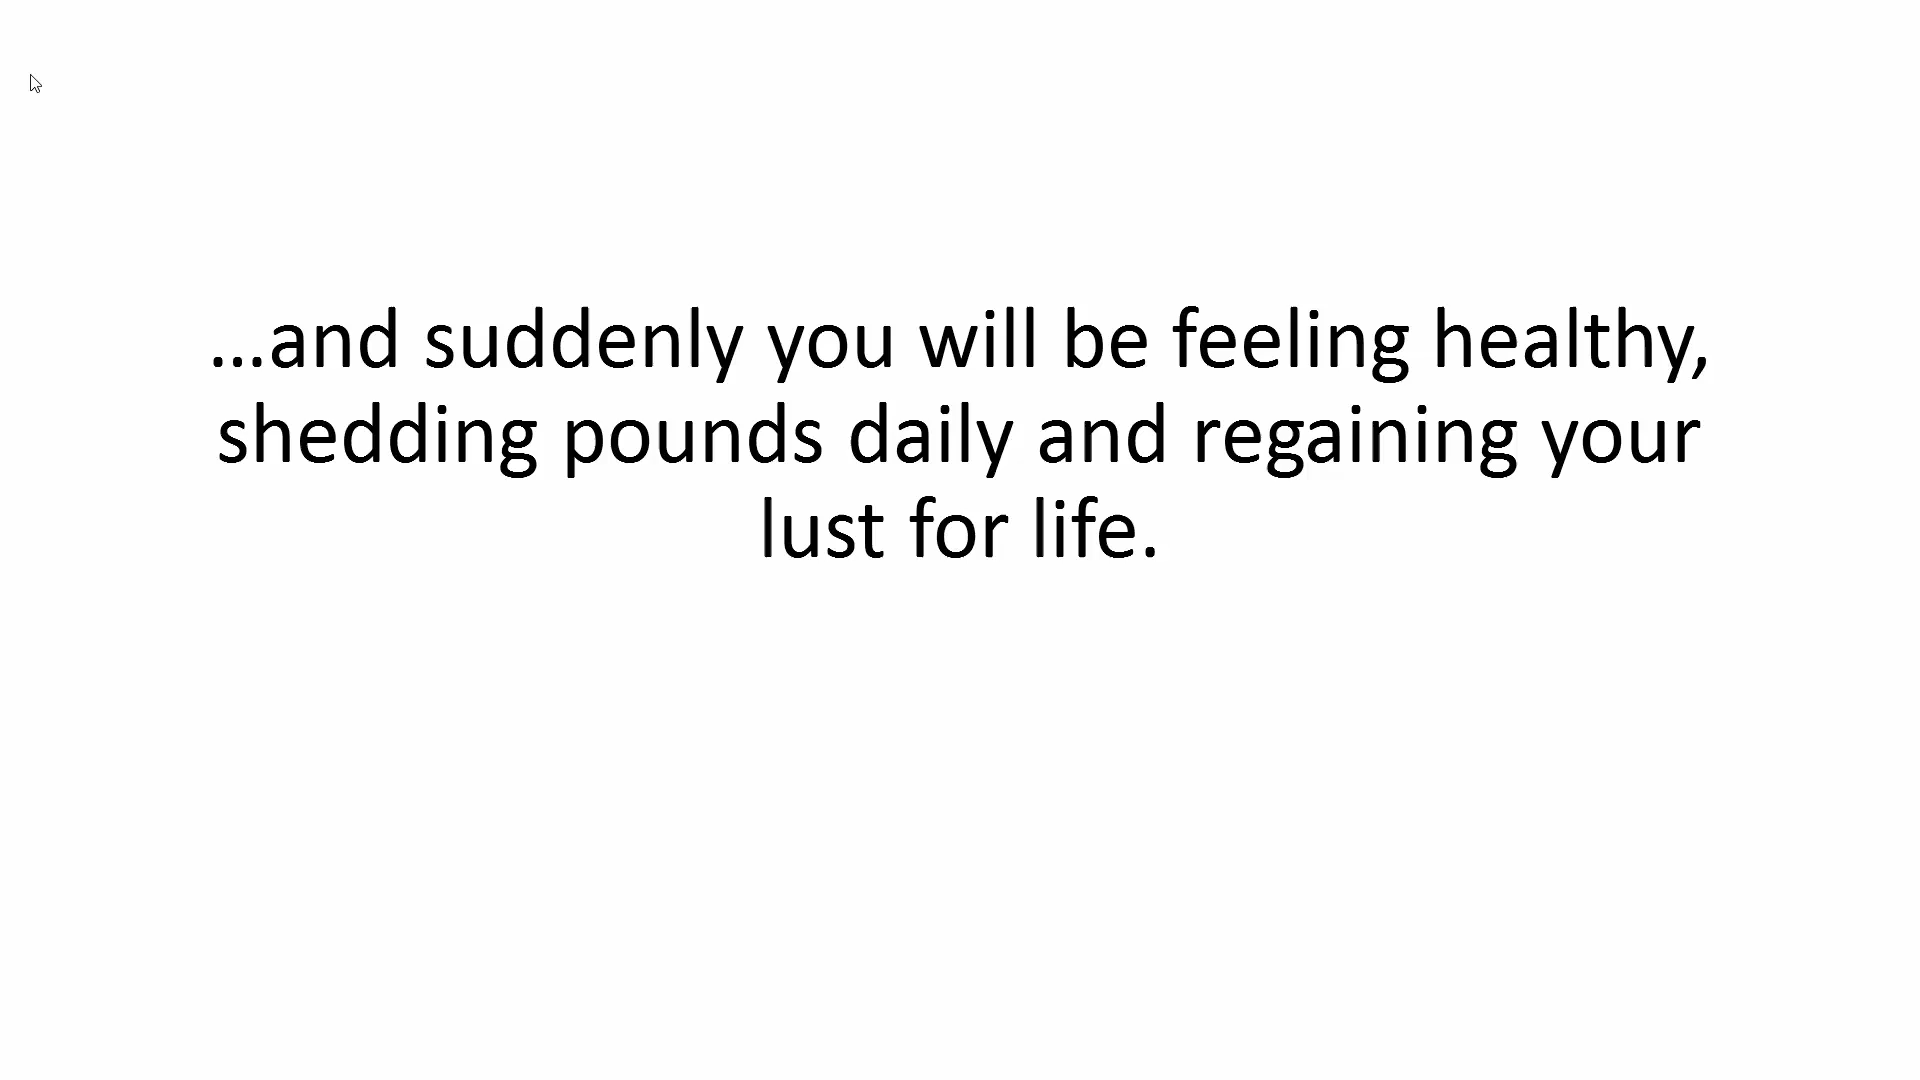 ...and suddenly you will be feeling healthy,
shedding pounds daily and regaining your
lust for life.